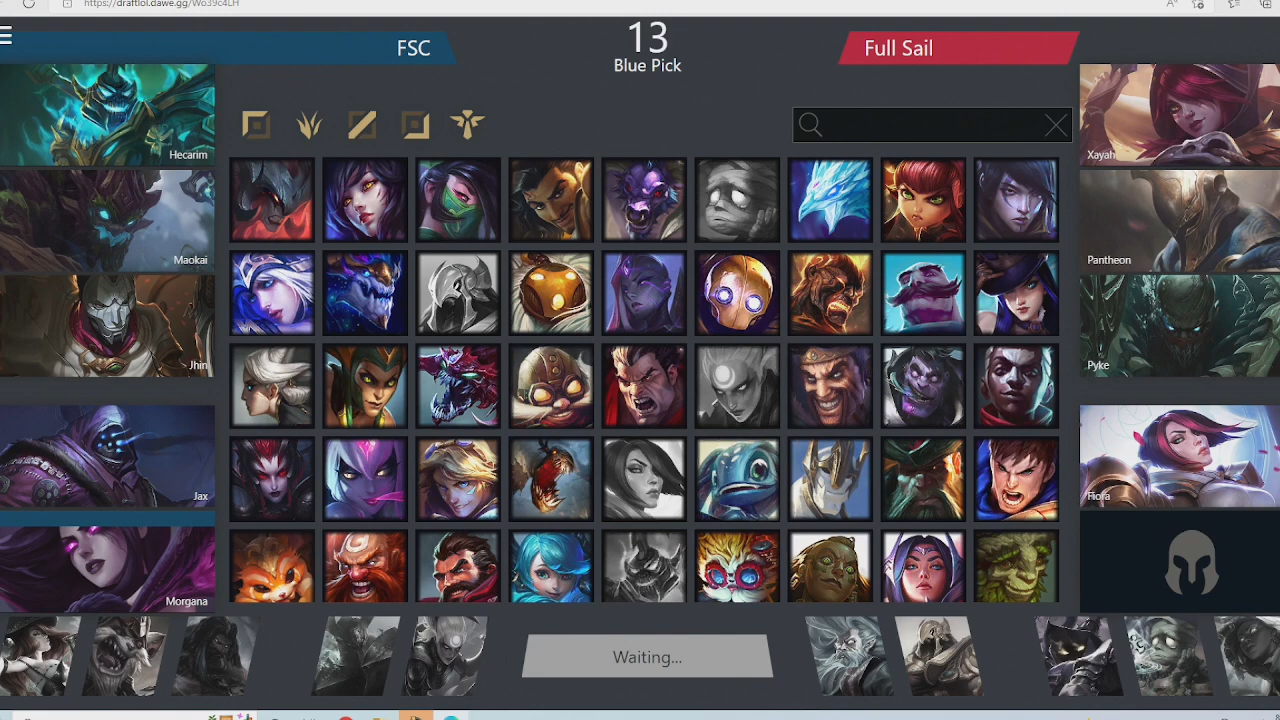 https://draftlol.dawe.gg/Wo39c4LH
FSC
13
Blue Pick
Full Sail
Hecarim
Xayah
Maokai
Pantheon
Jhin
Pyke
Jax
Fiora
Morgana
Waiting...